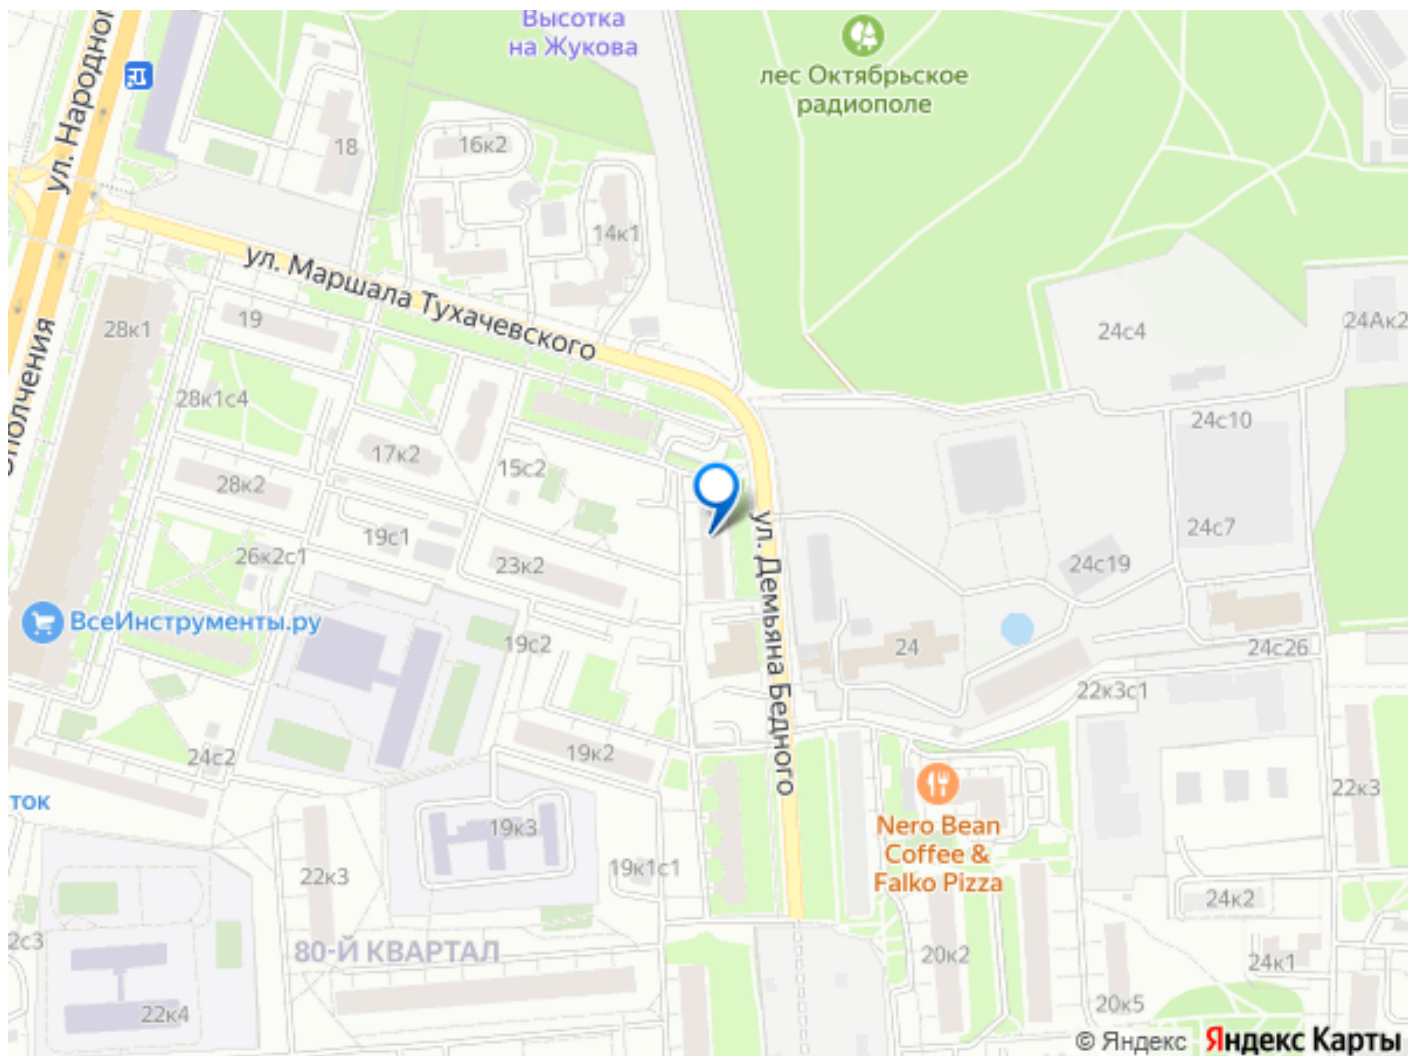 Высотка
на Жукова
лес Октябрьское
радиополе
ул. Народного
18
16к2
14к1
ул. Маршала Тухачевского
28к1
19
24с4
24Ак2
28к1с4
17к2
15с2
24с10
28к2
19с1
24с7
26к2с1
23к2
24с19
ул. Демьяна Бедного
ополчения
ВсеИнструменты.ру
19с2
24
24с26
22к3с1
24с2
19к2
ток
22к3
Nero Bean
Coffee &
Falko Pizza
19к3
19к1с1
22к3
24к2
2с3
80-Й КВАРТАЛ
20к2
24к1
22к4
20к5
© Яндекс Яндекс Карты